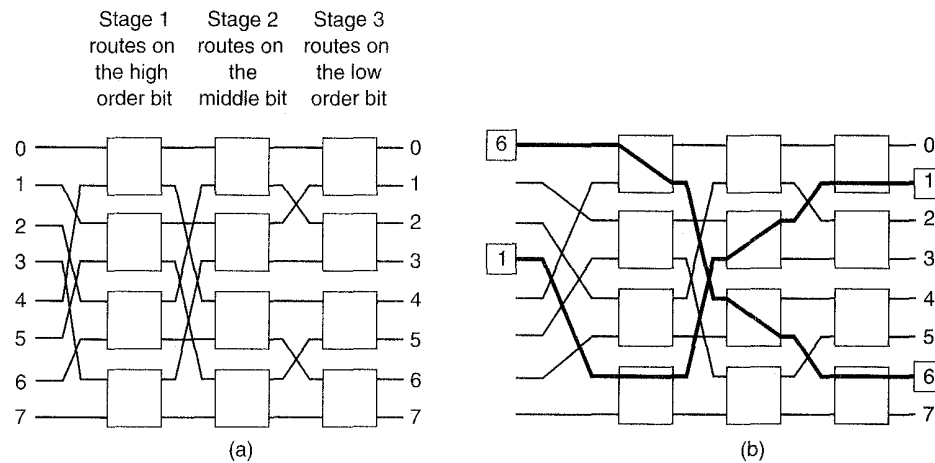 Stage 1
routes on
the high
order bit
Stage 2
routes on
the
middle bit
Stage 3
routes on
the low
order bit
0
1
2
3
4
5
6
7
0
1
2
3
4
5
6
7
(a)
6
1
0
1
2
3
4
5
6
7
(b)